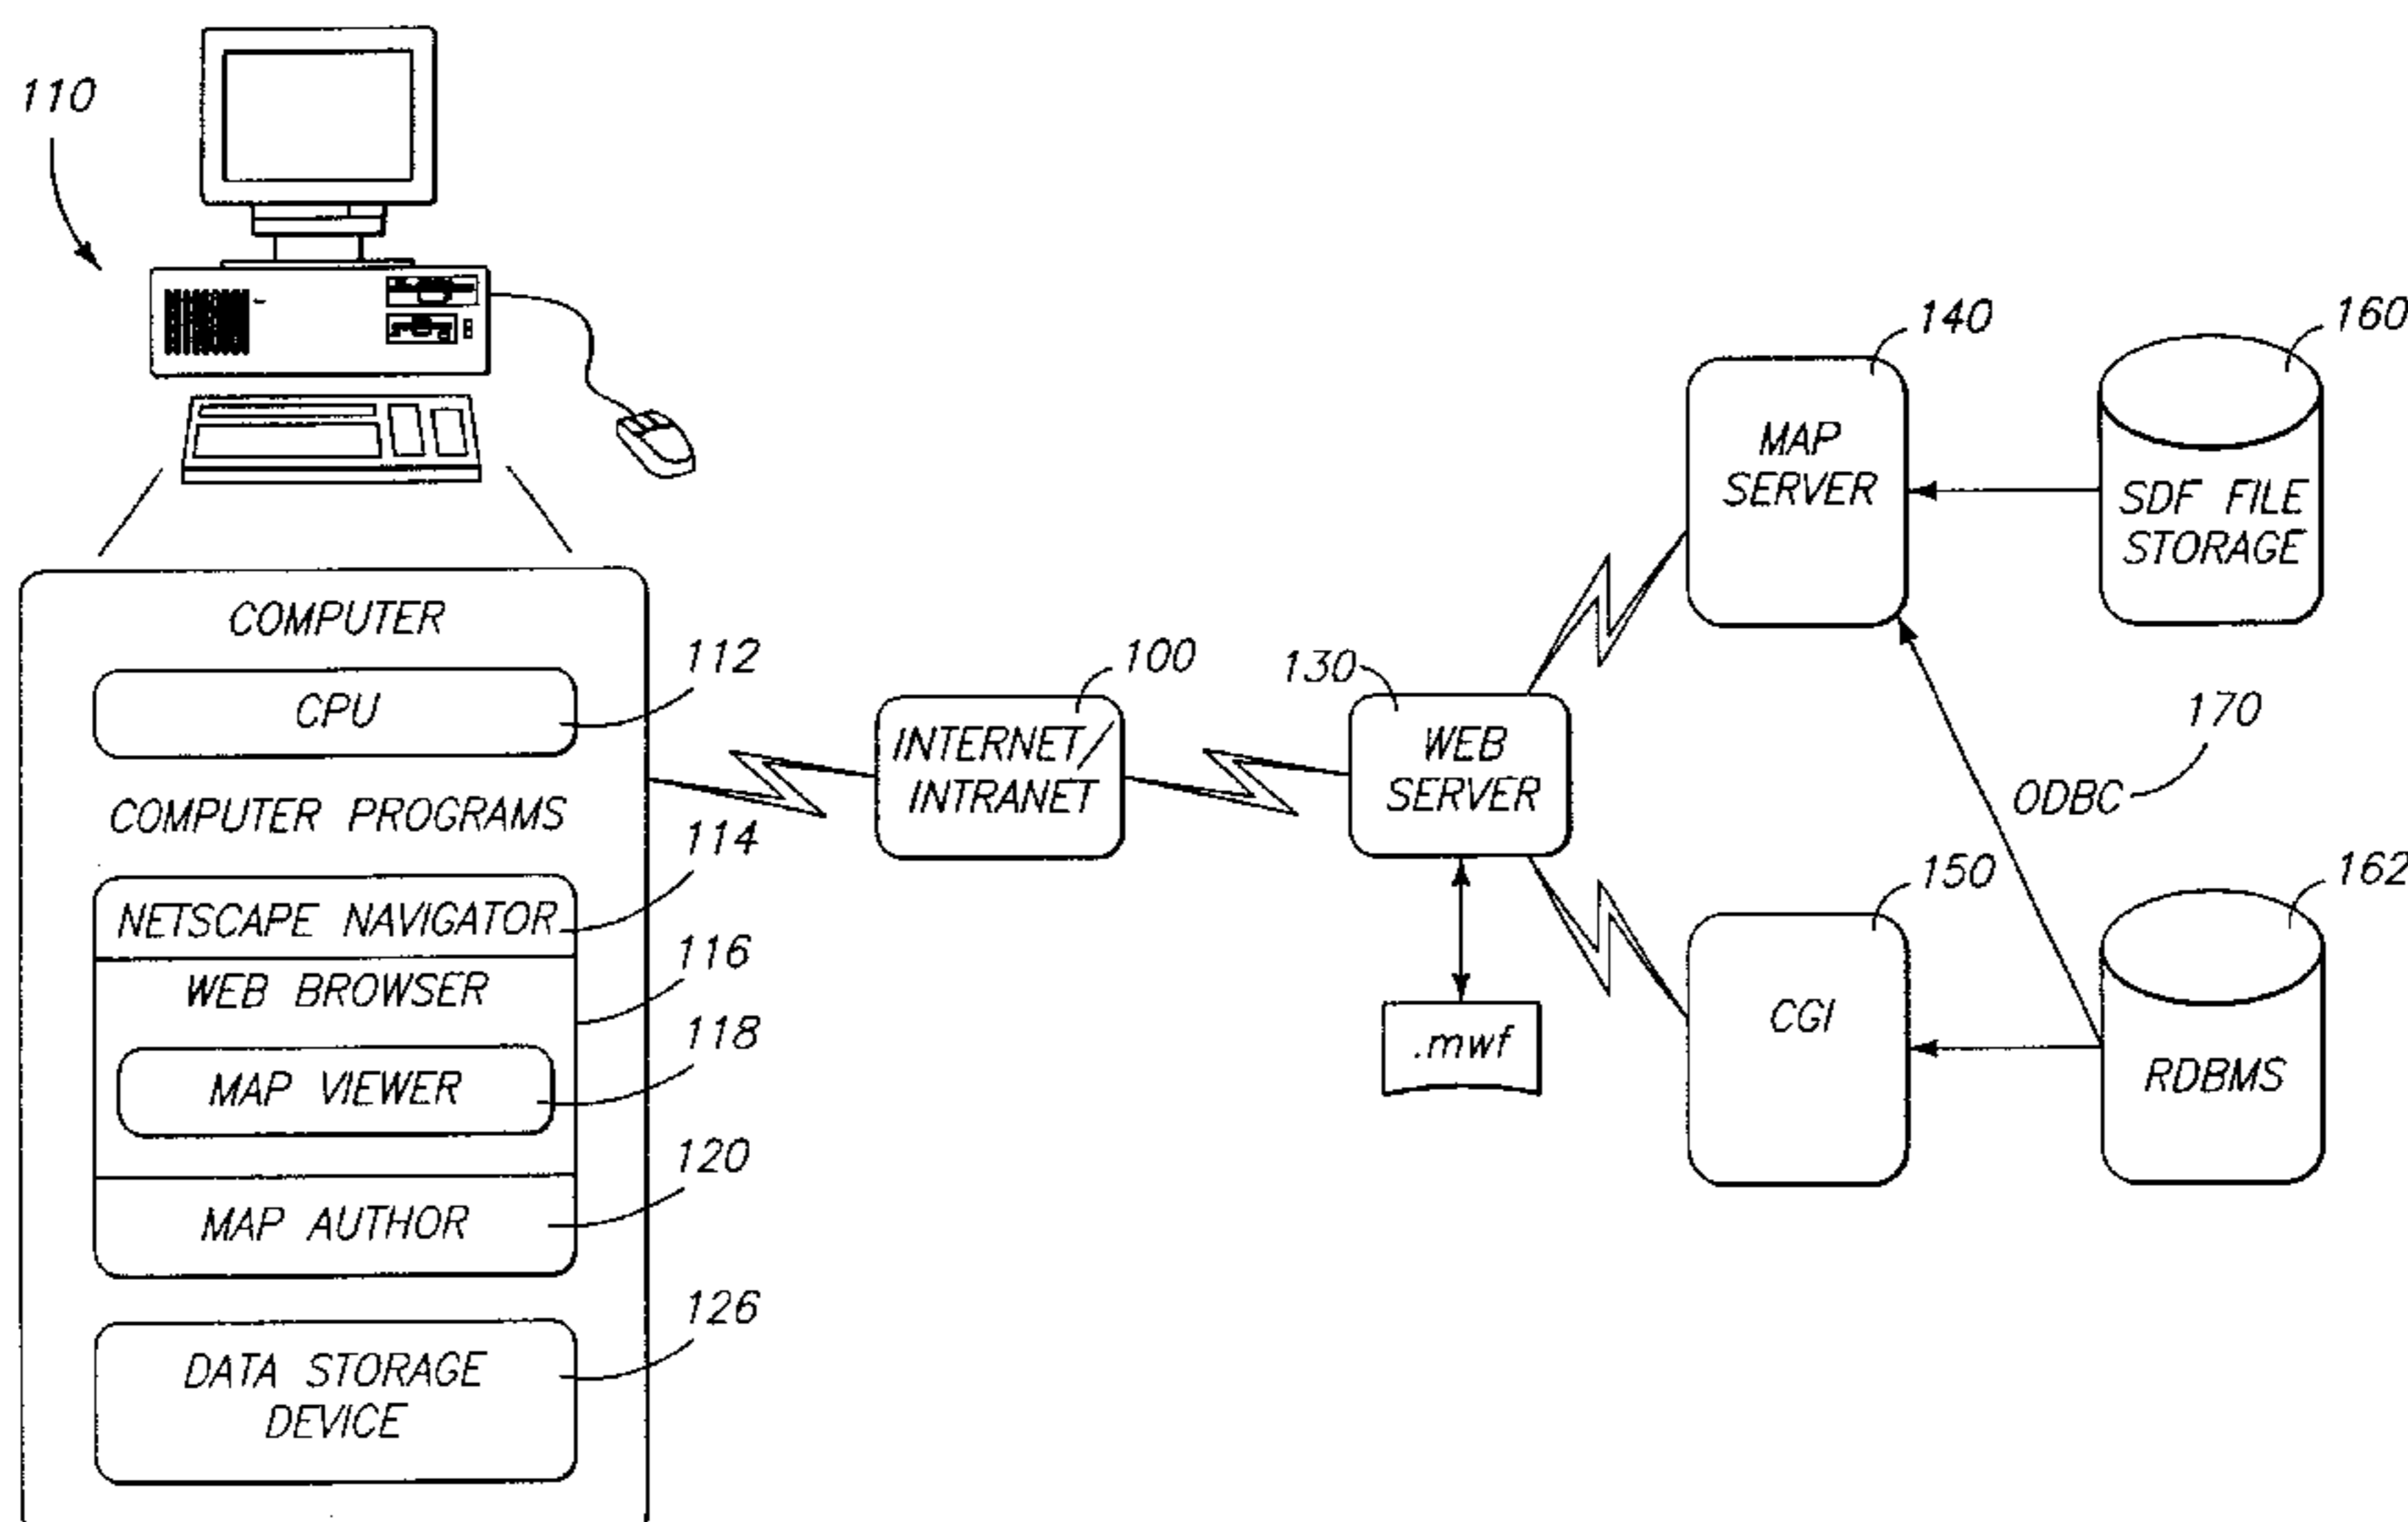 110
COMPUTER
CPU
112
COMPUTER PROGRAMS
114
NETSCAPE NAVIGATOR
116
WEB BROWSER
118
MAP VIEWER
120
MAP AUTHOR
126
DATA STORAGE
DEVICE
100
INTERNET/
INTRANET
130
WEB
SERVER
.mwf
140
MAP
SERVER
150
CGI
160
SDF FILE
STORAGE
170
ODBC
162
RDBMS